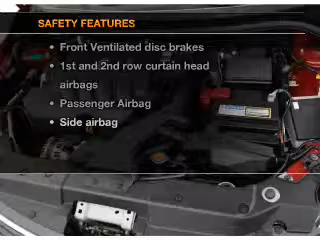 SAFETY FEATURES
• Front Ventilated disc brakes
• 1st and 2nd row curtain head
airbags
• Passenger Airbag
• Side airbag